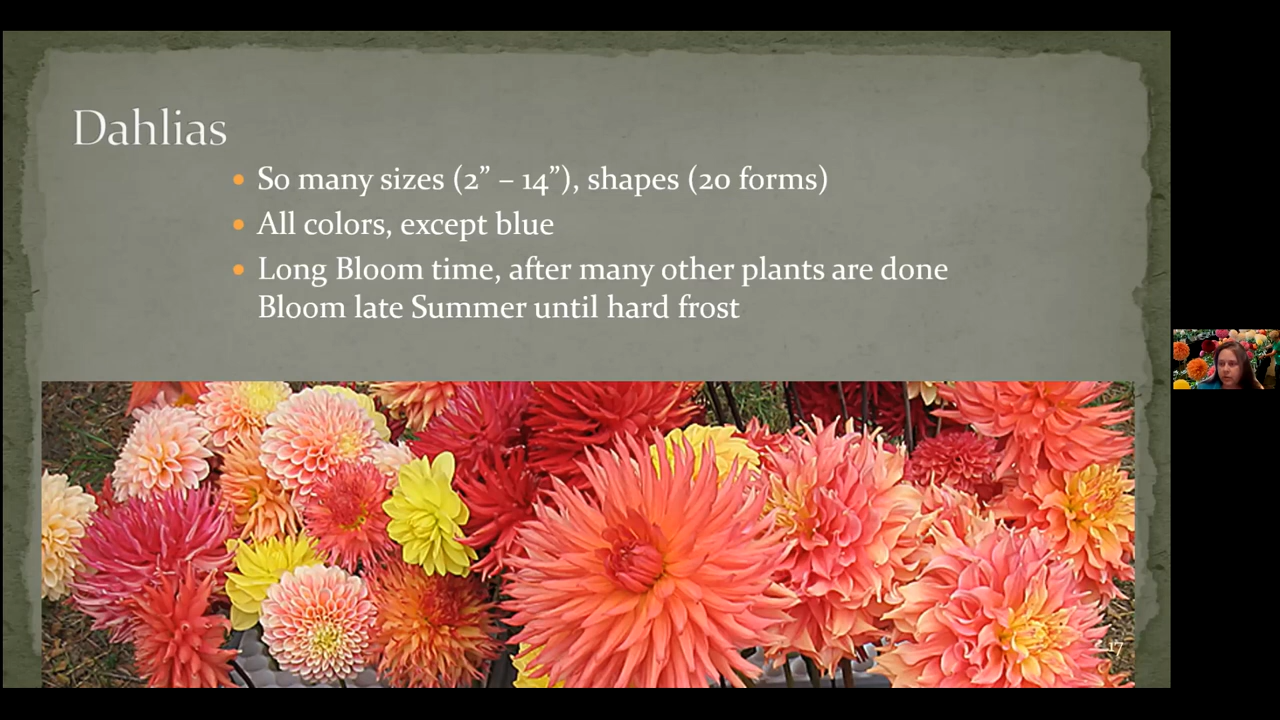 Dahlias
So many sizes (2” – 14”), shapes (20 forms)
All colors, except blue
Long Bloom time, after many other plants are done
Bloom late Summer until hard frost
17